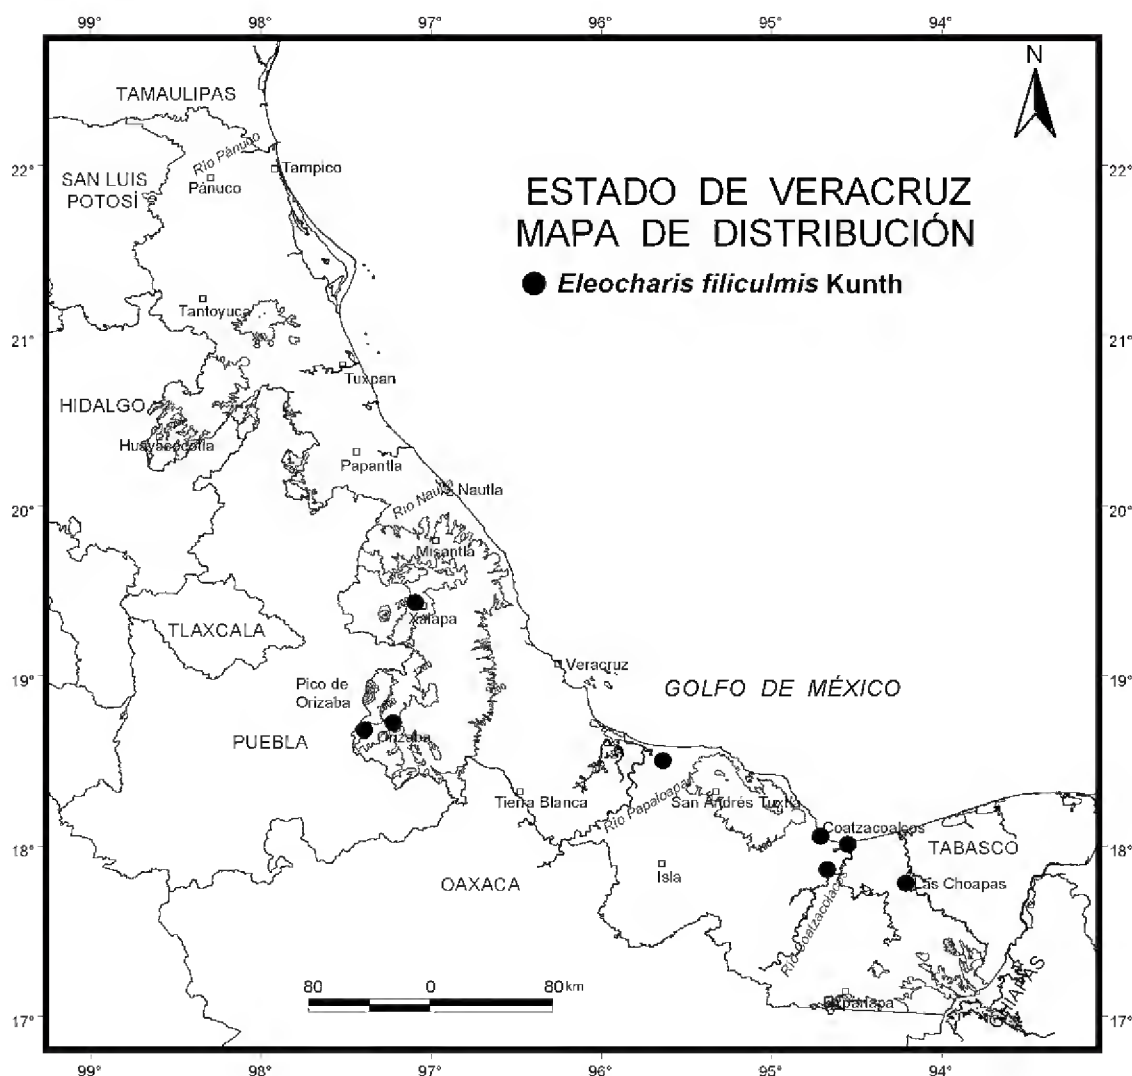 99° 98° 97° 96° 95° 94°
N
TAMAULIPAS
Río Pánuco
22° 22°
Tampico
SAN LUIS
POTOSÍ
Pánuco
ESTADO DE VERACRUZ
MAPA DE DISTRIBUCIÓN
Eleocharis filiculmis Kunth
Tantoyuca
21° 21°
Tuxpan
HIDALGO
Huayacocotla
Papantla
Río Nautla
Nautla
20° 20°
Misantla
Xalapa
TLAXCALA
Veracruz
19° 19°
Pico de
Orizaba
GOLFO DE MÉXICO
PUEBLA
Orizaba
Tierra Blanca
Río Papaloapan
San Andrés Tuxtla
Coatzacoalcos
18° 18°
TABASCO
OAXACA
Isla
Las Choapas
Río Coatzacoalcos
80 0 80 km
CHIAPAS
17° 17°
99° 98° 97° 96° 95° 94°